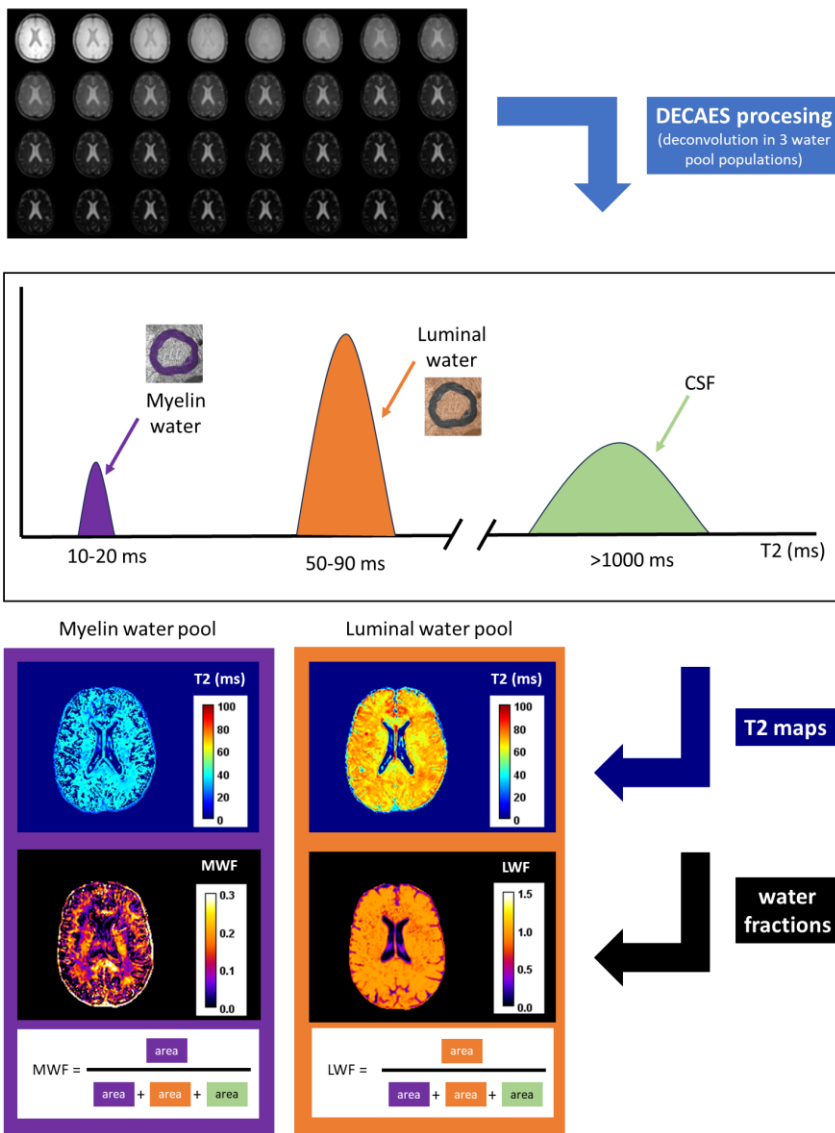 DECAES procesing
(deconvolution in 3 water
pool populations)
Luminal
water
Myelin
water
CSF
10-20 ms
50-90 ms
>1000 ms
T2 (ms)
Myelin water pool
Luminal water pool
T2 (ms)
100
80
60
40
20
0
T2 (ms)
100
80
60
40
20
0
T2 maps
MWF
0.3
0.2
0.1
0.0
LWF
1.5
1.0
0.5
0.0
water
fractions
area
MWF =
area + area + area
area
LWF =
area + area + area